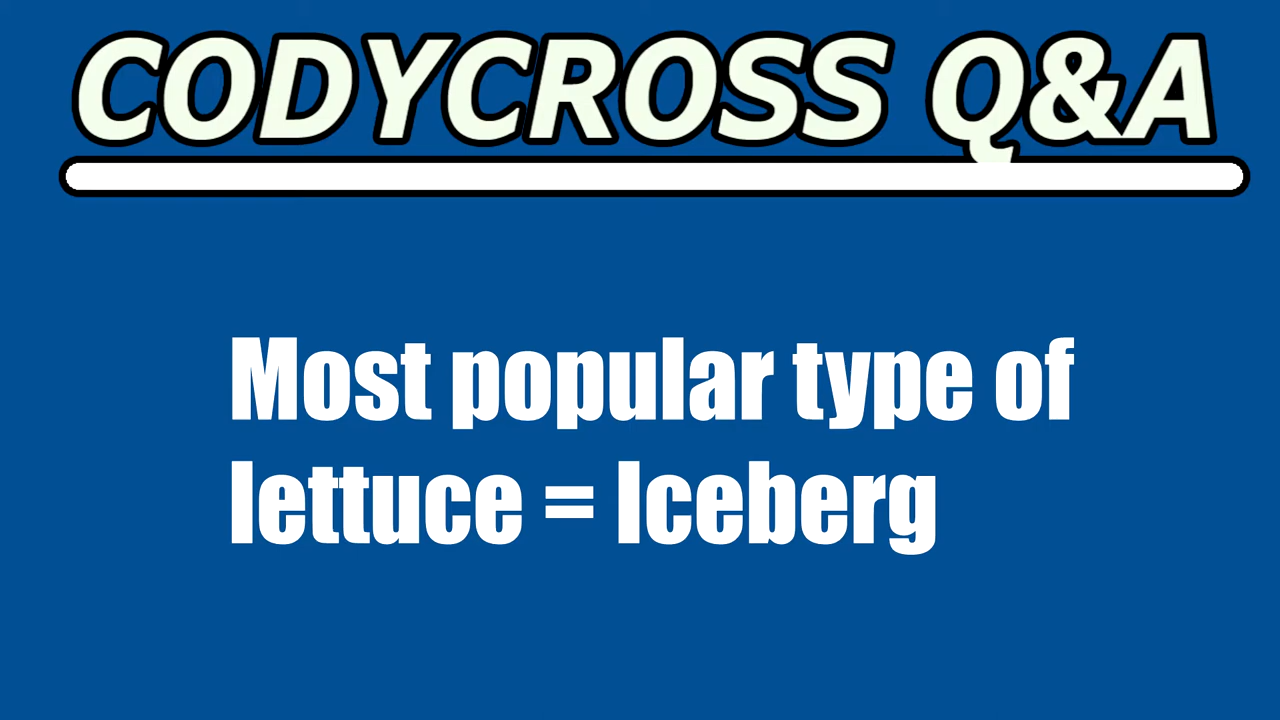 CODYCROSS Q&A
Most popular type of
lettuce = Iceberg